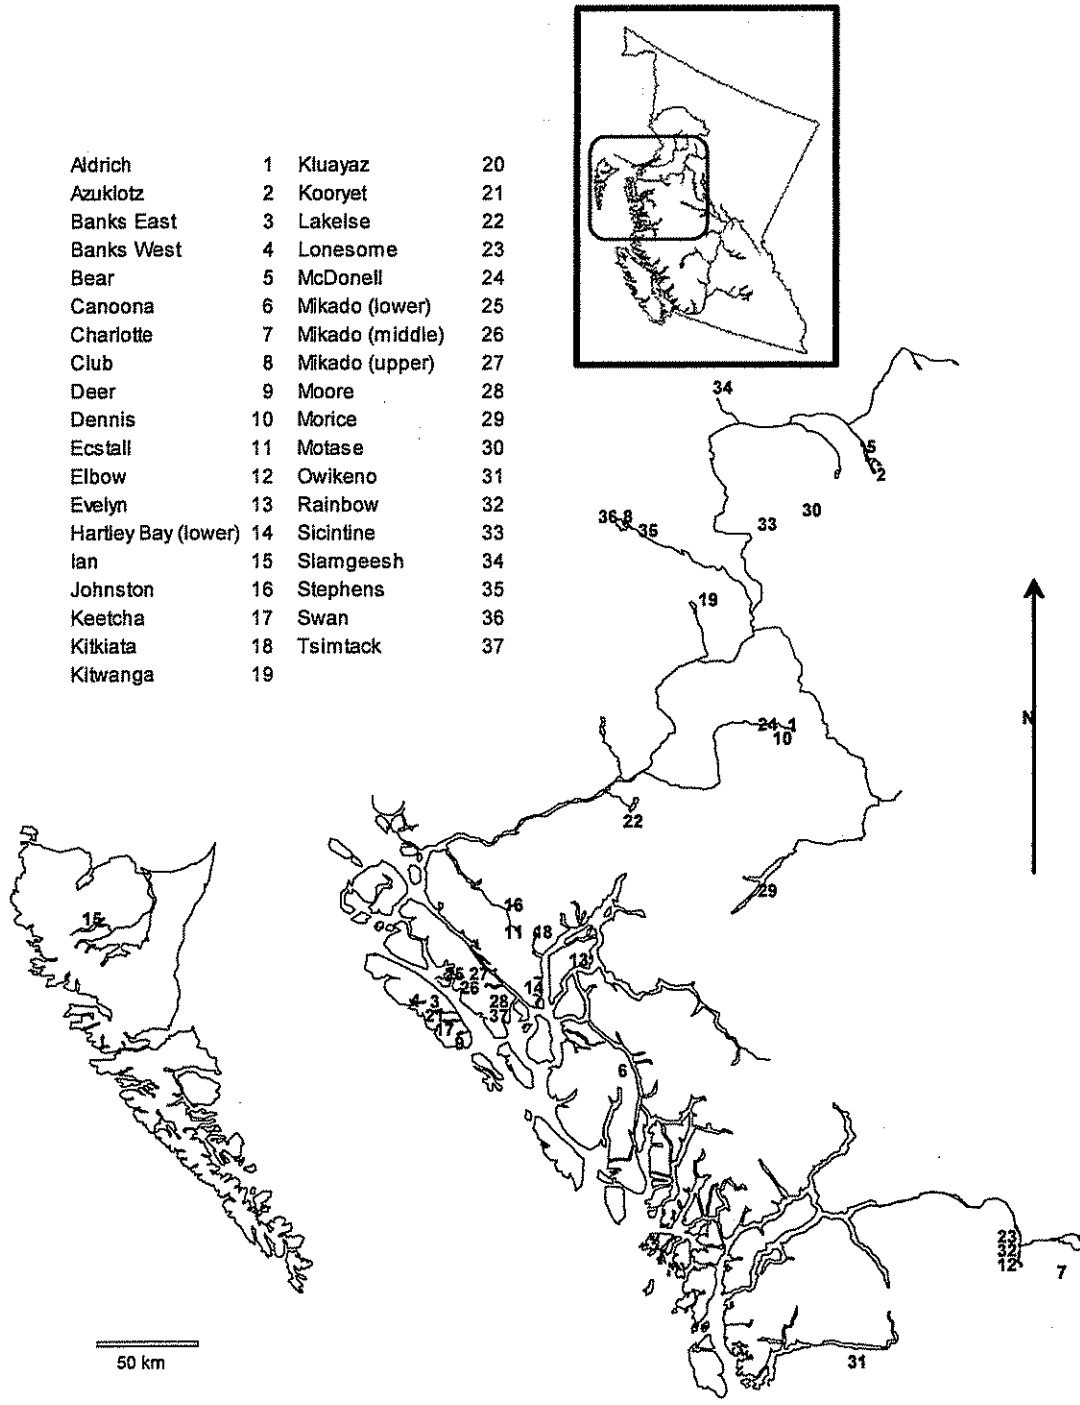 Aldrich 1 Kluayaz 20
Azuklotz 2 Kooryet 21
Banks East 3 Lakelse 22
Banks West 4 Lonesome 23
Bear 5 McDonell 24
Canoona 6 Mikado (lower) 25
Charlotte 7 Mikado (middle) 26
Club 8 Mikado (upper) 27
Deer 9 Moore 28
Dennis 10 Morice 29
Ecstall 11 Motase 30
Elbow 12 Owikeno 31
Evelyn 13 Rainbow 32
Hartley Bay (lower) 14 Sicintine 33
Ian 15 Slamgeesh 34
Johnston 16 Stephens 35
Keetcha 17 Swan 36
Kitkiata 18 Tsimtack 37
Kitwanga 19
34
5
2
30
36 8
35
33
19
N
24 1
10
22
29
15
16
11 18
13
27
26
14
4 3
28
37
17
6
23
32
12
7
31
50 km